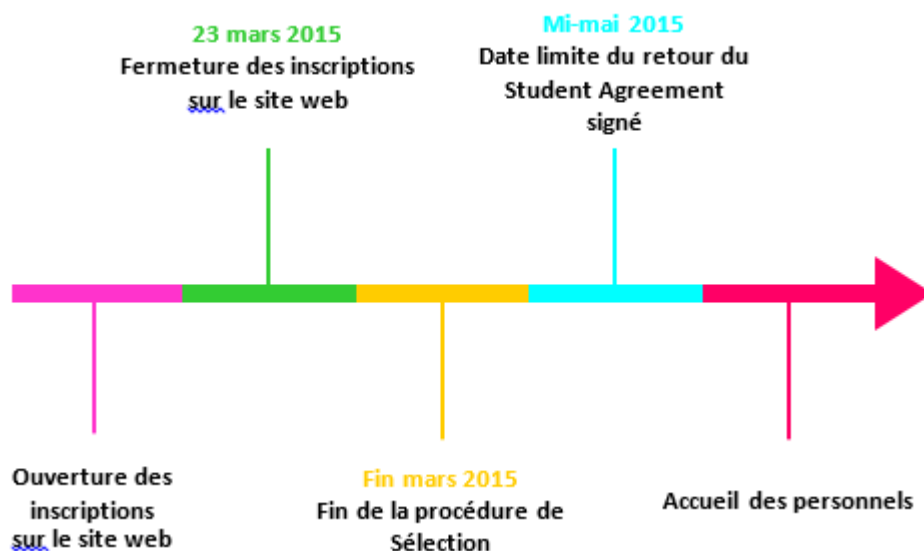 23 mars 2015
Fermeture des inscriptions
sur le site web
Mi-mai 2015
Date limite du retour du
Student Agreement
signé
Ouverture des
inscriptions
sur le site web
Fin mars 2015
Fin de la procédure de
Sélection
Accueil des personnels